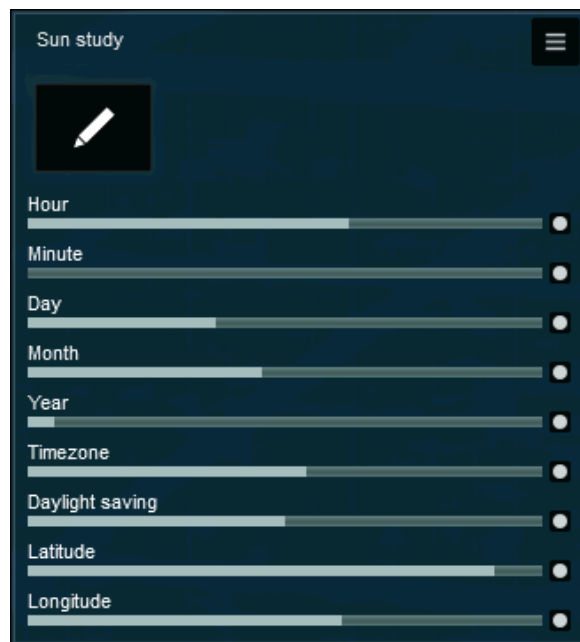 Sun study
Hour
Minute
Day
Month
Year
Timezone
Daylight saving
Latitude
Longitude